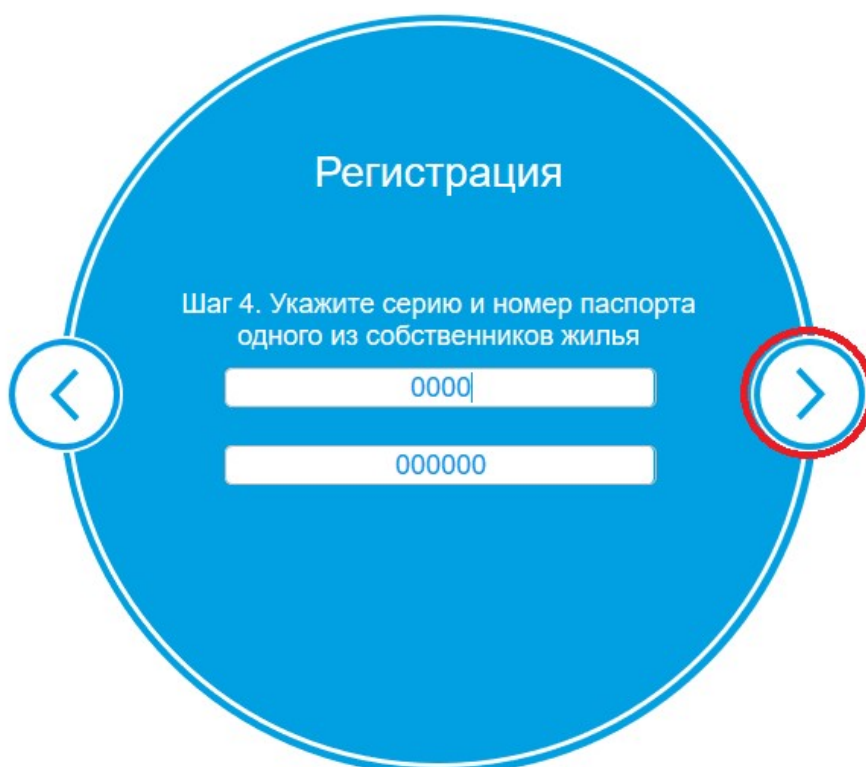 Регистрация
Шаг 4. Укажите серию и номер паспорта
одного из собственников жилья
0000
000000